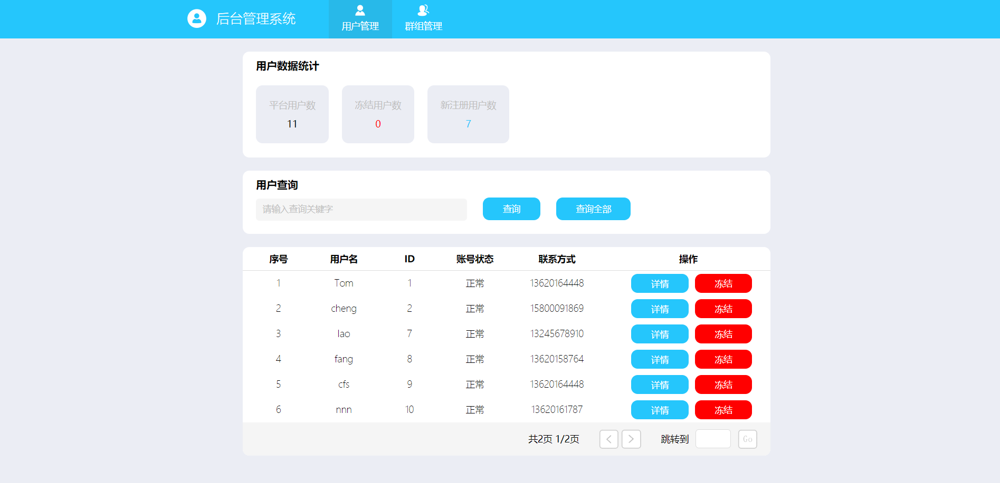 后台管理系统
用户管理
群组管理
用户数据统计
平台用户数 冻结用户数 新注册用户数
11 0 7
用户查询
请输入查询关键字 查询 查询全部
序号 用户名 ID 账号状态 联系方式 操作
1 Tom 1 正常 13620164448 详情 冻结
2 cheng 2 正常 15800091869 详情 冻结
3 lao 7 正常 13245678910 详情 冻结
4 fang 8 正常 13620158764 详情 冻结
5 cfs 9 正常 13620164448 详情 冻结
6 nnn 10 正常 13620161787 详情 冻结
共2页 1/2页 < > 跳转到 Go